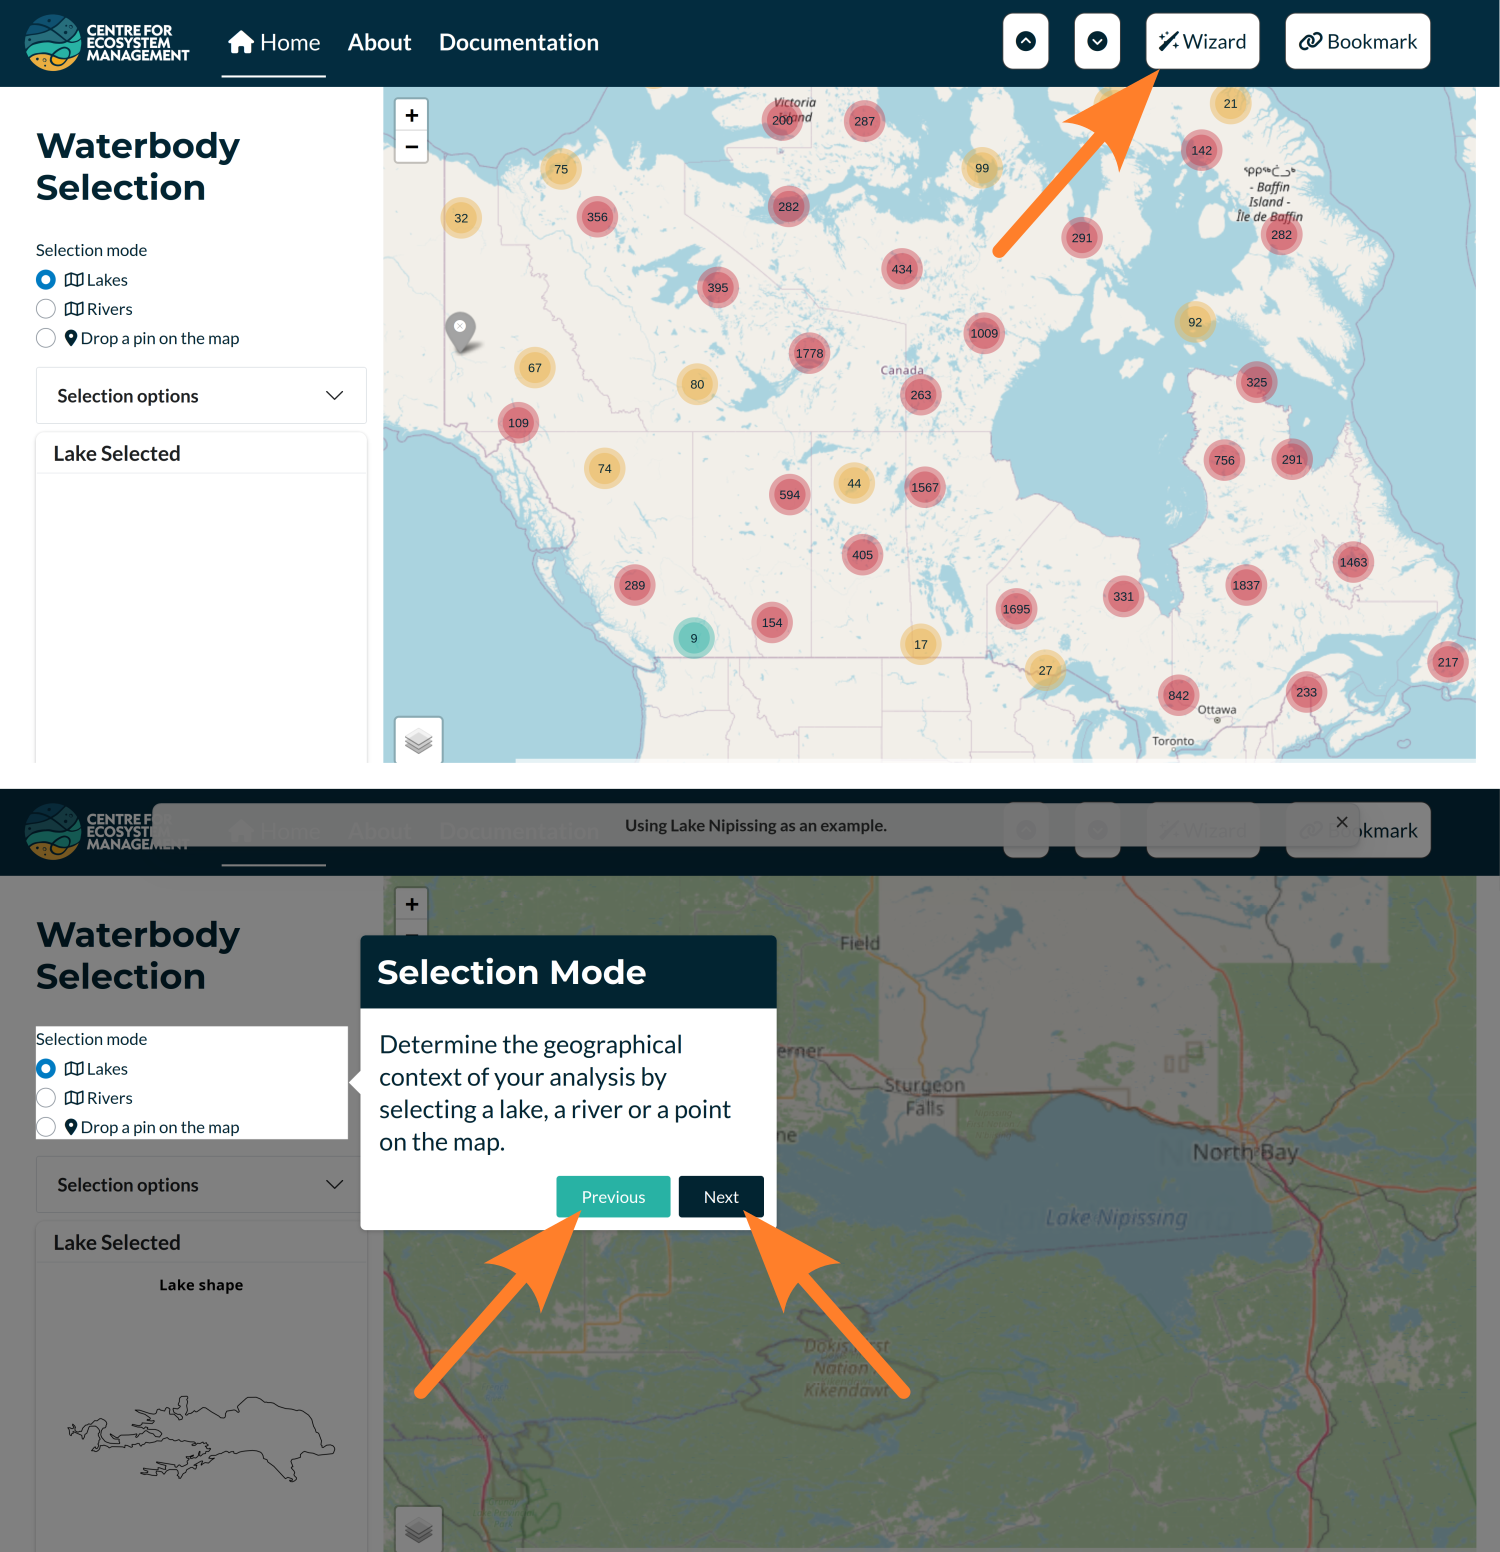 CENTRE FOR
ECOSYSTEM
MANAGEMENT
Home
About
Documentation
Wizard
Bookmark
Waterbody
Selection
Selection mode
Lakes
Rivers
Drop a pin on the map
Selection options
Lake Selected
+
−
Victoria
Island
200
287
21
142
99
75
32
356
282
ᕿᑭᖅᑖᓗᒃ
- Baffin
Island -
Île de Baffin
282
291
434
395
1009
92
1778
67
80
Canada
263
325
109
74
594
44
1567
756
291
405
1463
289
1695
331
1837
154
9
17
27
217
842
233
Ottawa
Toronto
CENTRE F
ECOSYSTE
MANAGEMENT
Home
About
Documentation
Using Lake Nipissing as an example.
×
kmark
Waterbody
Selection
Selection mode
Lakes
Rivers
Drop a pin on the map
Selection options
Lake Selected
Lake shape
+
Selection Mode
Determine the geographical
context of your analysis by
selecting a lake, a river or a point
on the map.
Previous
Next
Field
erner
Sturgeon
Falls
ne
North Bay
Lake Nipissing
Nation
Kikendawt